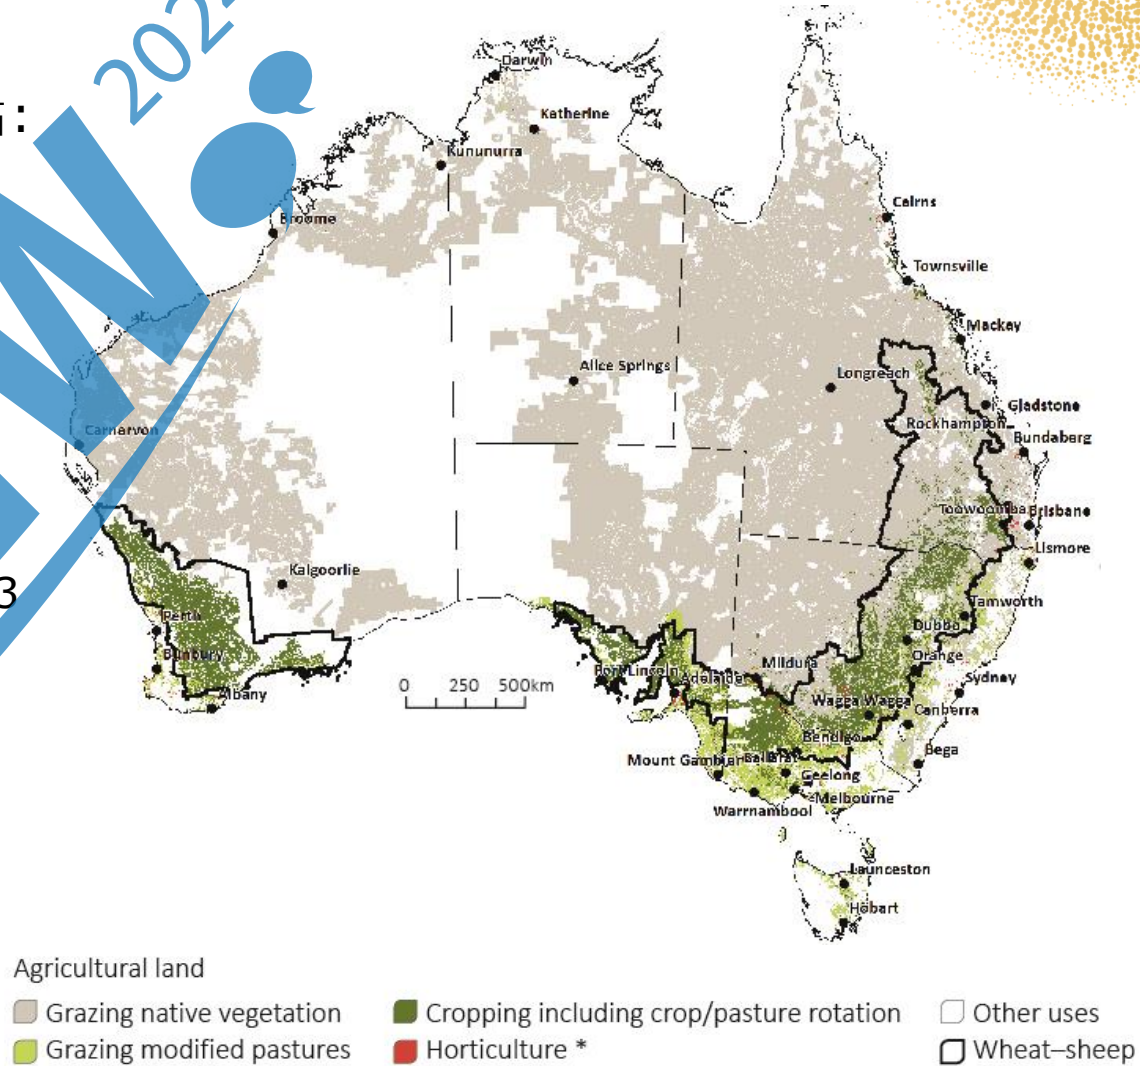 2024
:
3
Darwin
Katherine
Kununurra
Broome
Cairns
Townsville
Mackay
Alice Springs
Longreach
Gladstone
Rockhampton
Bundaberg
Carnarvon
Toowoomba
Brisbane
Lismore
Kalgoorlie
Tamworth
Perth
Dubbo
Bunbury
Orange
Mildura
Port Lincoln
Adelaide
Sydney
Albany
0 250 500km
Wagga Wagga
Canberra
Bendigo
Bega
Mount Gambier
Ballarat
Geelong
Melbourne
Warrnambool
Launceston
Hobart
Agricultural land
Grazing native vegetation
Cropping including crop/pasture rotation
Other uses
Grazing modified pastures
Horticulture *
Wheat–sheep